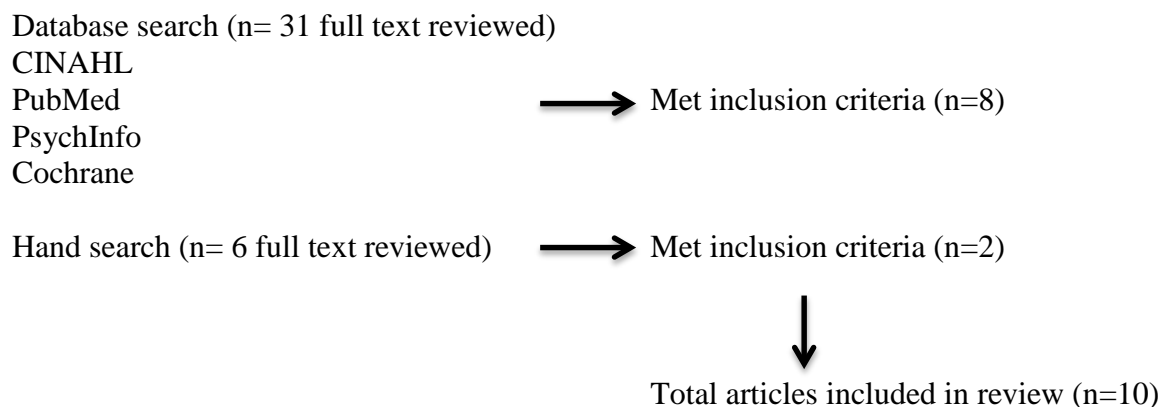 Database search (n= 31 full text reviewed)
CINAHL
PubMed
Met inclusion criteria (n=8)
PsychInfo
Cochrane
Hand search (n= 6 full text reviewed)
Met inclusion criteria (n=2)
Total articles included in review (n=10)